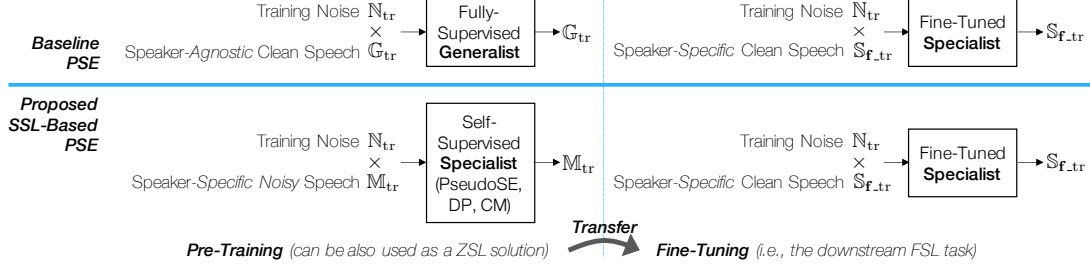 Baseline
PSE
Training Noise ℕtr
×
Speaker-Agnostic Clean Speech 𝔾tr
Fully-
Supervised
Generalist
𝔾tr
Training Noise ℕtr
×
Speaker-Specific Clean Speech 𝕊f_tr
Fine-Tuned
Specialist
𝕊f_tr
Proposed
SSL-Based
PSE
Training Noise ℕtr
×
Speaker-Specific Noisy Speech 𝕄tr
Self-
Supervised
Specialist
(PseudoSE,
DP, CM)
𝕄tr
Training Noise ℕtr
×
Speaker-Specific Clean Speech 𝕊f_tr
Fine-Tuned
Specialist
𝕊f_tr
Pre-Training (can be also used as a ZSL solution)
Transfer
Fine-Tuning (i.e., the downstream FSL task)